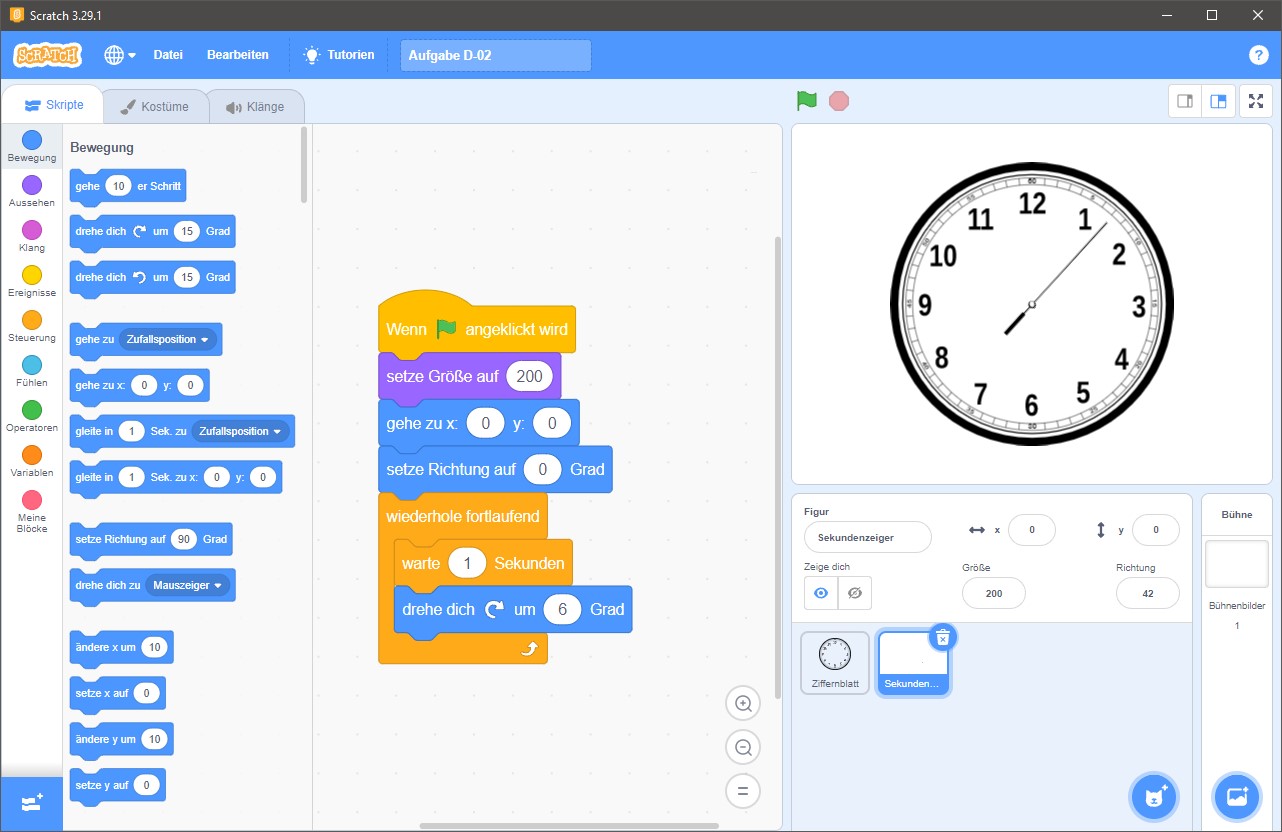 Scratch 3.29.1
SCRATCH
Datei
Bearbeiten
Tutorien
Aufgabe D-02
?
Skripte
Kostüme
Klänge
Bewegung
Aussehen
Klang
Ereignisse
Steuerung
Fühlen
Operatoren
Variablen
Meine
Blöcke
Bewegung
gehe 10 er Schritt
drehe dich um 15 Grad
drehe dich um 15 Grad
gehe zu Zufallsposition
gehe zu x: 0 y: 0
gleite in 1 Sek. zu Zufallsposition
gleite in 1 Sek. zu x: 0 y: 0
setze Richtung auf 90 Grad
drehe dich zu Mauszeiger
ändere x um 10
setze x auf 0
ändere y um 10
setze y auf 0
Wenn angeklickt wird
setze Größe auf 200
gehe zu x: 0 y: 0
setze Richtung auf 0 Grad
wiederhole fortlaufend
warte 1 Sekunden
drehe dich um 6 Grad
12
1
2
3
4
5
6
7
8
9
10
11
Figur
Sekundenzeiger
x 0
y 0
Zeige dich
Größe
200
Richtung
42
Ziffernblatt
Sekunden...
Bühne
Bühnenbilder
1